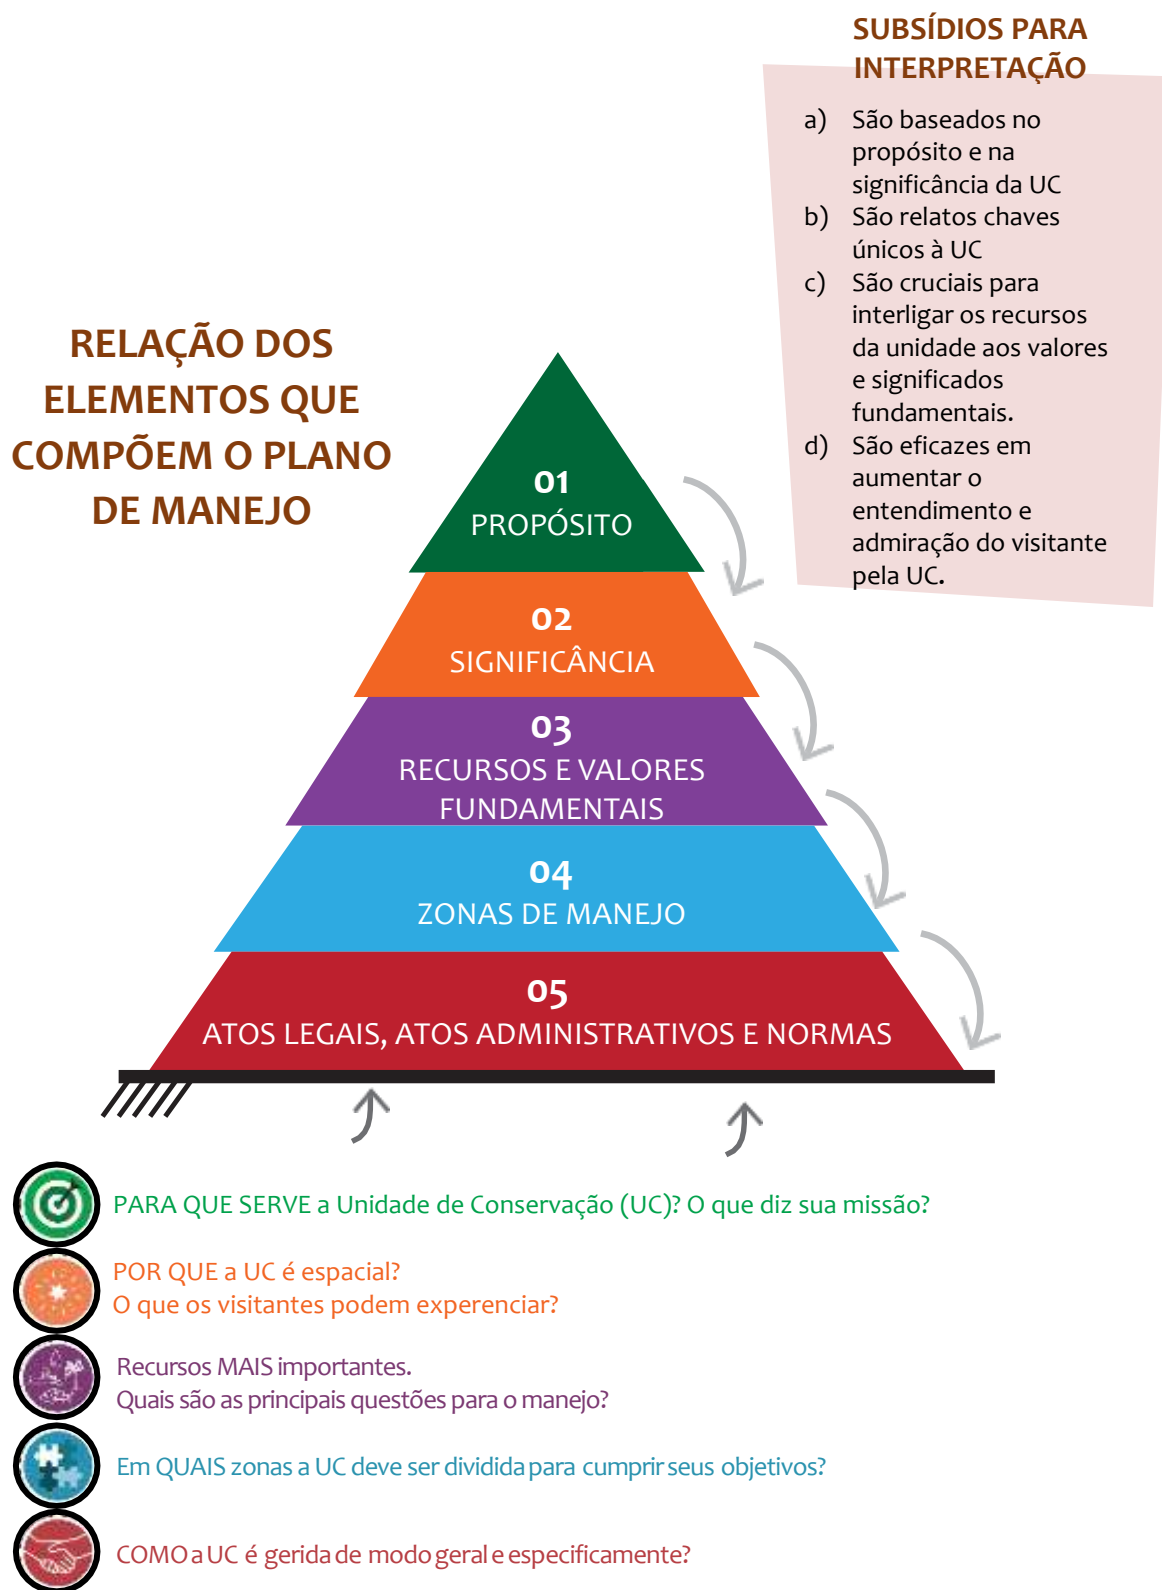 SUBSÍDIOS PARA
INTERPRETAÇÃO
a) São baseados no
propósito e na
significância da UC
b) São relatos chaves
únicos à UC
c) São cruciais para
interligar os recursos
da unidade aos valores
e significados
fundamentais.
d) São eficazes em
aumentar o
entendimento e
admiração do visitante
pela UC.
RELAÇÃO DOS
ELEMENTOS QUE
COMPÕEM O PLANO
DE MANEJO
01
PROPÓSITO
02
SIGNIFICÂNCIA
03
RECURSOS E VALORES
FUNDAMENTAIS
04
ZONAS DE MANEJO
05
ATOS LEGAIS, ATOS ADMINISTRATIVOS E NORMAS
PARA QUE SERVE a Unidade de Conservação (UC)? O que diz sua missão?
POR QUE a UC é espacial?
O que os visitantes podem experenciar?
Recursos MAIS importantes.
Quais são as principais questões para o manejo?
Em QUAIS zonas a UC deve ser dividida para cumprir seus objetivos?
COMO a UC é gerida de modo geral e especificamente?